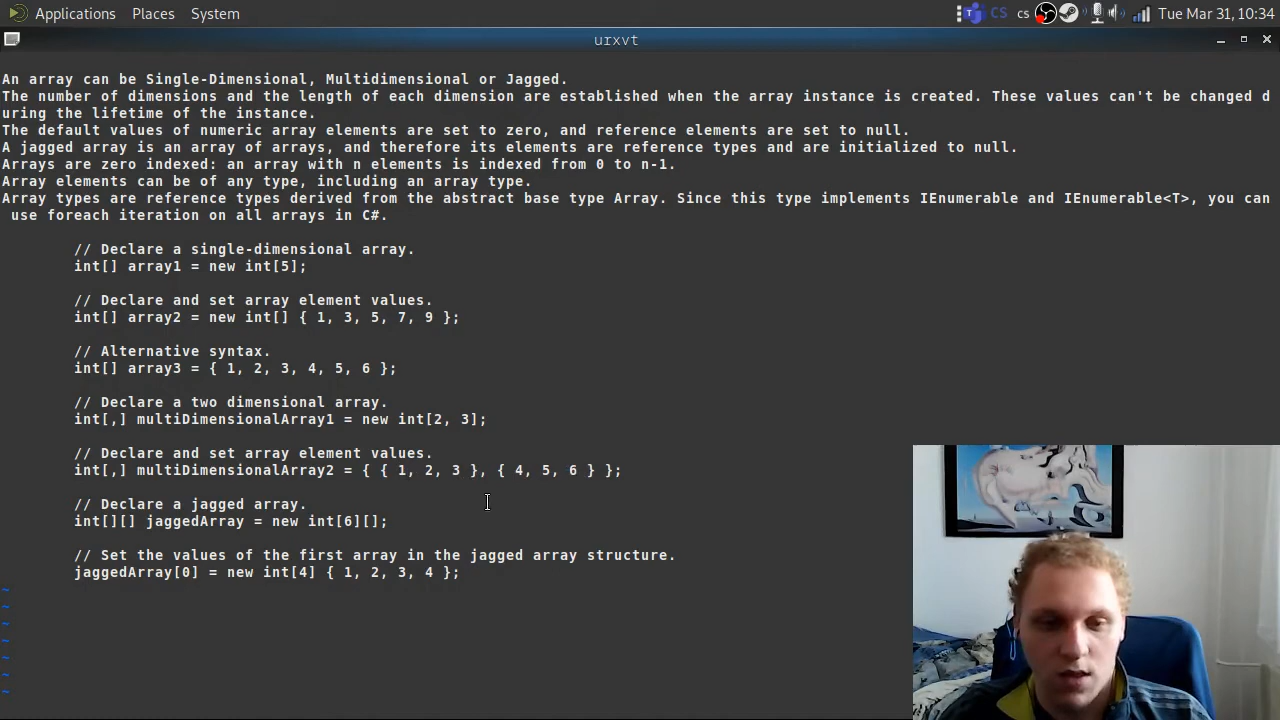 Applications Places System CS cs Tue Mar 31, 10:34
urxvt
An array can be Single-Dimensional, Multidimensional or Jagged.
The number of dimensions and the length of each dimension are established when the array instance is created. These values can't be changed d
uring the lifetime of the instance.
The default values of numeric array elements are set to zero, and reference elements are set to null.
A jagged array is an array of arrays, and therefore its elements are reference types and are initialized to null.
Arrays are zero indexed: an array with n elements is indexed from 0 to n-1.
Array elements can be of any type, including an array type.
Array types are reference types derived from the abstract base type Array. Since this type implements IEnumerable and IEnumerable<T>, you can
use foreach iteration on all arrays in C#.
// Declare a single-dimensional array.
int[] array1 = new int[5];
// Declare and set array element values.
int[] array2 = new int[] { 1, 3, 5, 7, 9 };
// Alternative syntax.
int[] array3 = { 1, 2, 3, 4, 5, 6 };
// Declare a two dimensional array.
int[,] multiDimensionalArray1 = new int[2, 3];
// Declare and set array element values.
int[,] multiDimensionalArray2 = { { 1, 2, 3 }, { 4, 5, 6 } };
// Declare a jagged array.
int[][] jaggedArray = new int[6][];
// Set the values of the first array in the jagged array structure.
jaggedArray[0] = new int[4] { 1, 2, 3, 4 };
~
~
~
~
~
~
~